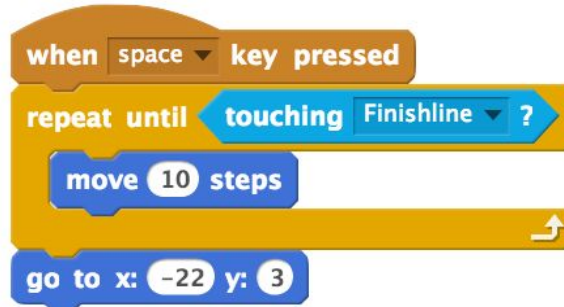 when space key pressed
repeat until touching Finishline ?
move 10 steps
go to x: -22 y: 3